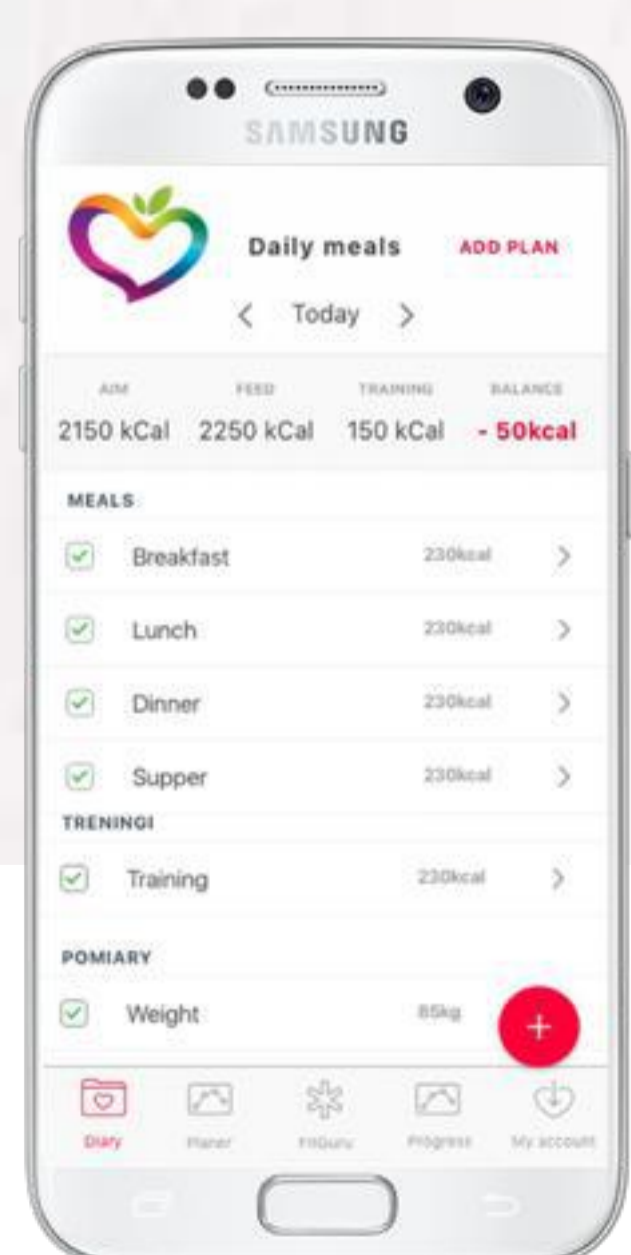 SAMSUNG
Daily meals ADD PLAN
< Today >
AIM FEED TRAINING BALANCE
2150 kCal 2250 kCal 150 kCal - 50kcal
MEALS
Breakfast 230kcal >
Lunch 230kcal >
Dinner 230kcal >
Supper 230kcal >
TRENINGI
Training 230kcal >
POMIARY
Weight 85kg
+
Diary Planer FitGuru Progress My account